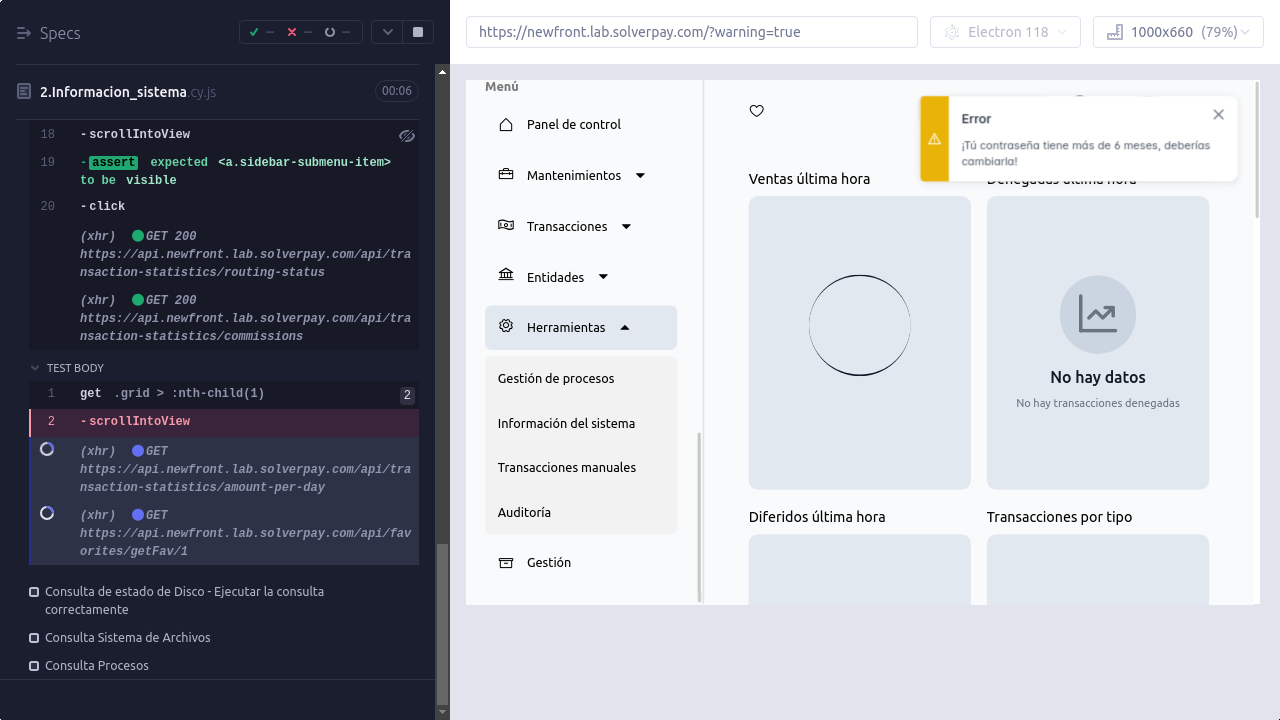 Specs
--
--
--
2.Informacion_sistema.cy.js
00:06
18 -scrollIntoView
19 -assert expected <a.sidebar-submenu-item>
to be visible
20 -click
(xhr) GET 200
https://api.newfront.lab.solverpay.com/api/tra
nsaction-statistics/routing-status
(xhr) GET 200
https://api.newfront.lab.solverpay.com/api/tra
nsaction-statistics/commissions
TEST BODY
1 get .grid > :nth-child(1) 2
2 -scrollIntoView
(xhr) GET
https://api.newfront.lab.solverpay.com/api/tra
nsaction-statistics/amount-per-day
(xhr) GET
https://api.newfront.lab.solverpay.com/api/fav
orites/getFav/1
Consulta de estado de Disco - Ejecutar la consulta
correctamente
Consulta Sistema de Archivos
Consulta Procesos
https://newfront.lab.solverpay.com/?warning=true
Electron 118
1000x660 (79%)
Menú
Panel de control
Mantenimientos
Transacciones
Entidades
Herramientas
Gestión de procesos
Información del sistema
Transacciones manuales
Auditoría
Gestión
Error
¡Tú contraseña tiene más de 6 meses, deberías
cambiarla!
Ventas última hora
Denegadas última hora
No hay datos
No hay transacciones denegadas
Diferidos última hora
Transacciones por tipo